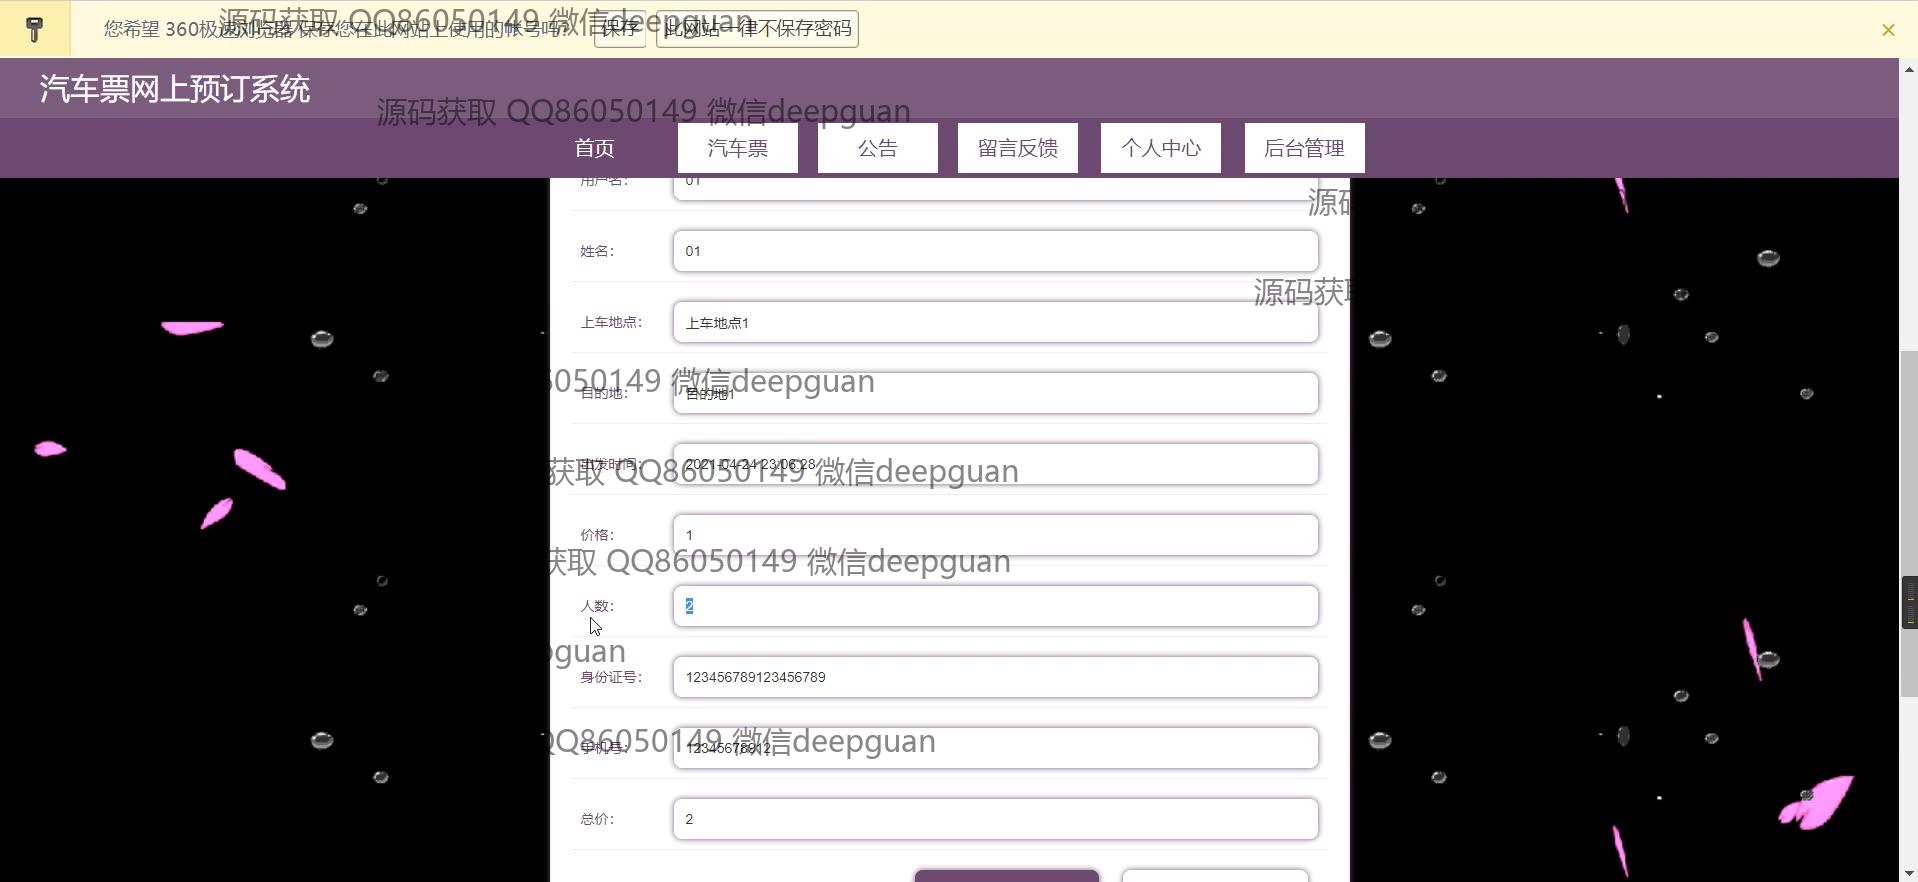 您希望 360极速浏览器 保存您在此网站上使用的帐号吗? 保存 此网站一律不保存密码
源码获取 QQ86050149 微信deepguan
汽车票网上预订系统
源码获取 QQ86050149 微信deepguan
首页 汽车票 公告 留言反馈 个人中心 后台管理
用户名: 01
源码
姓名: 01
源码获取
上车地点: 上车地点1
6050149 微信deepguan
目的地: 目的地1
出发时间: 2021-04-24 23:06:28
获取 QQ86050149 微信deepguan
价格: 1
获取 QQ86050149 微信deepguan
人数: 2
pguan
身份证号: 123456789123456789
QQ86050149 微信deepguan
手机号: 12345678912
总价: 2